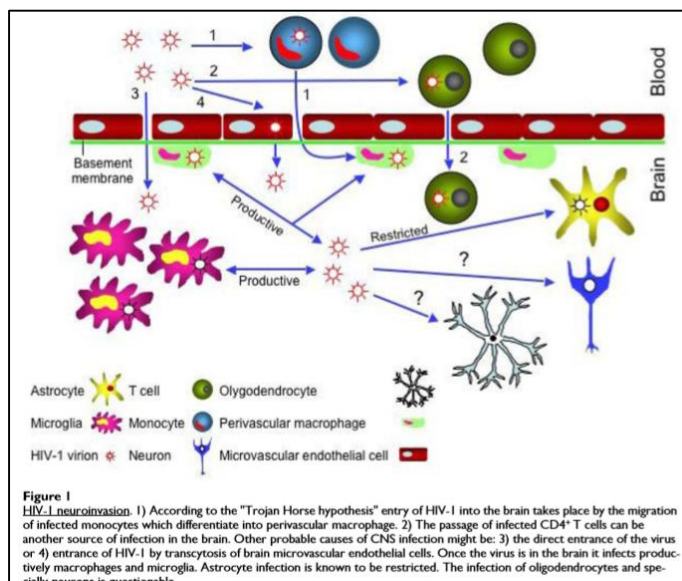 1
2
3
4
1
2
Blood
Basement
membrane
Brain
Productive
Restricted
Productive
?
?
Astrocyte T cell Olygodendrocyte
Microglia Monocyte Perivascular macrophage
HIV-1 virion Neuron Microvascular endothelial cell
Figure 1
HIV-1 neuroinvasion. 1) According to the "Trojan Horse hypothesis" entry of HIV-1 into the brain takes place by the migration
of infected monocytes which differentiate into perivascular macrophage. 2) The passage of infected CD4+ T cells can be
another source of infection in the brain. Other probable causes of CNS infection might be: 3) the direct entrance of the virus
or 4) entrance of HIV-1 by transcytosis of brain microvascular endothelial cells. Once the virus is in the brain it infects produc-
tively macrophages and microglia. Astrocyte infection is known to be restricted. The infection of oligodendrocytes and spe-
cially neurons is questionable